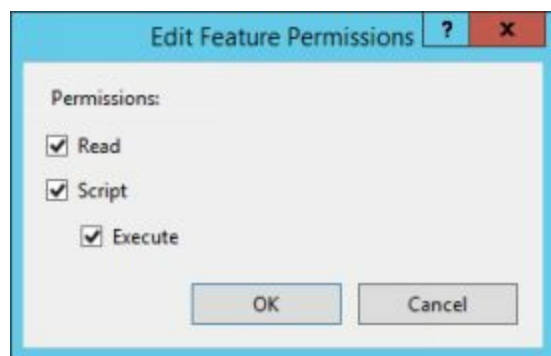 Edit Feature Permissions ? x
Permissions:
Read
Script
Execute
OK Cancel